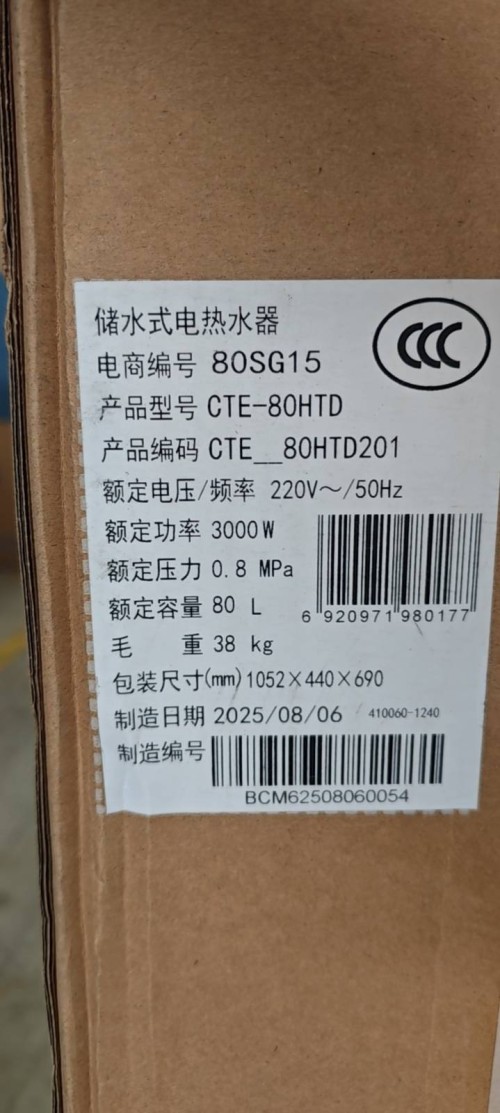 储水式电热水器
CCC
电商编号 80SG15
产品型号 CTE-80HTD
产品编码 CTE__80HTD201
额定电压/频率 220V～/50Hz
额定功率 3000W
额定压力 0.8 MPa
额定容量 80 L
6 920971 980177
毛 重 38 kg
包装尺寸(mm) 1052×440×690
制造日期 2025/08/06 410060-1240
制造编号
BCM62508060054